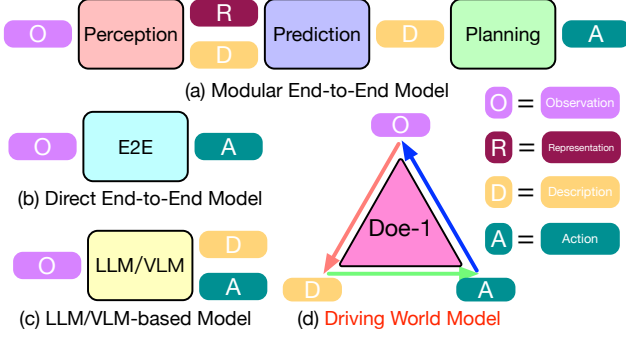 O Perception R D Prediction D Planning A
(a) Modular End-to-End Model
O E2E A
(b) Direct End-to-End Model
O LLM/VLM D A
(c) LLM/VLM-based Model
O
Doe-1
D A
(d) Driving World Model
O = Observation
R = Representation
D = Description
A = Action